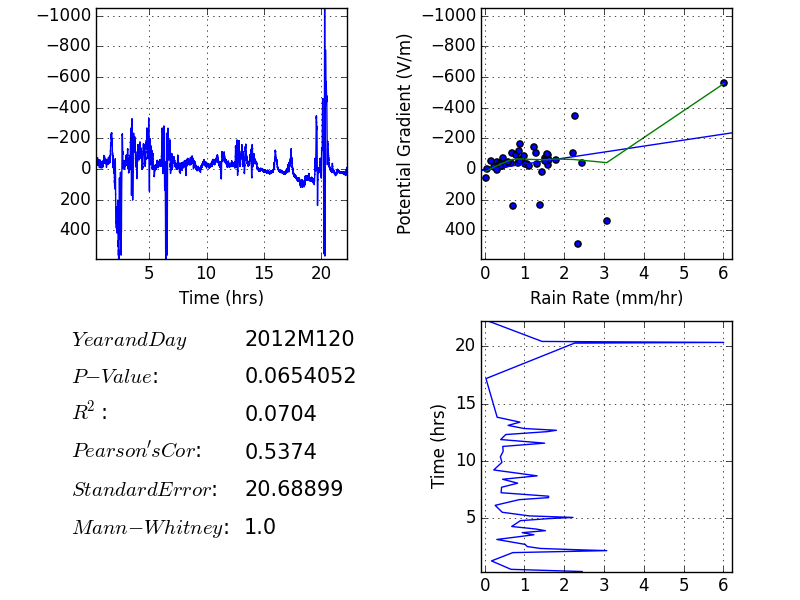 −1000
−800
−600
−400
−200
0
200
400
5 10 15 20
Time (hrs)
Potential Gradient (V/m)
−1000
−800
−600
−400
−200
0
200
400
0 1 2 3 4 5 6
Rain Rate (mm/hr)
YearandDay 2012M120
P−Value: 0.0654052
R²: 0.0704
Pearson′sCor: 0.5374
StandardError: 20.68899
Mann−Whitney: 1.0
Time (hrs)
20
15
10
5
0 1 2 3 4 5 6